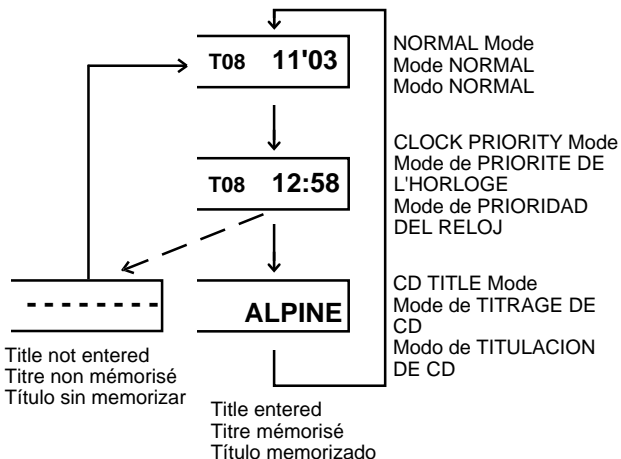 T08 11'03
NORMAL Mode
Mode NORMAL
Modo NORMAL
T08 12:58
CLOCK PRIORITY Mode
Mode de PRIORITE DE
L'HORLOGE
Mode de PRIORIDAD
DEL RELOJ
- - - - - - - -
ALPINE
CD TITLE Mode
Mode de TITRAGE DE
CD
Modo de TITULACION
DE CD
Title not entered
Titre non mémorisé
Título sin memorizar
Title entered
Titre mémorisé
Título memorizado